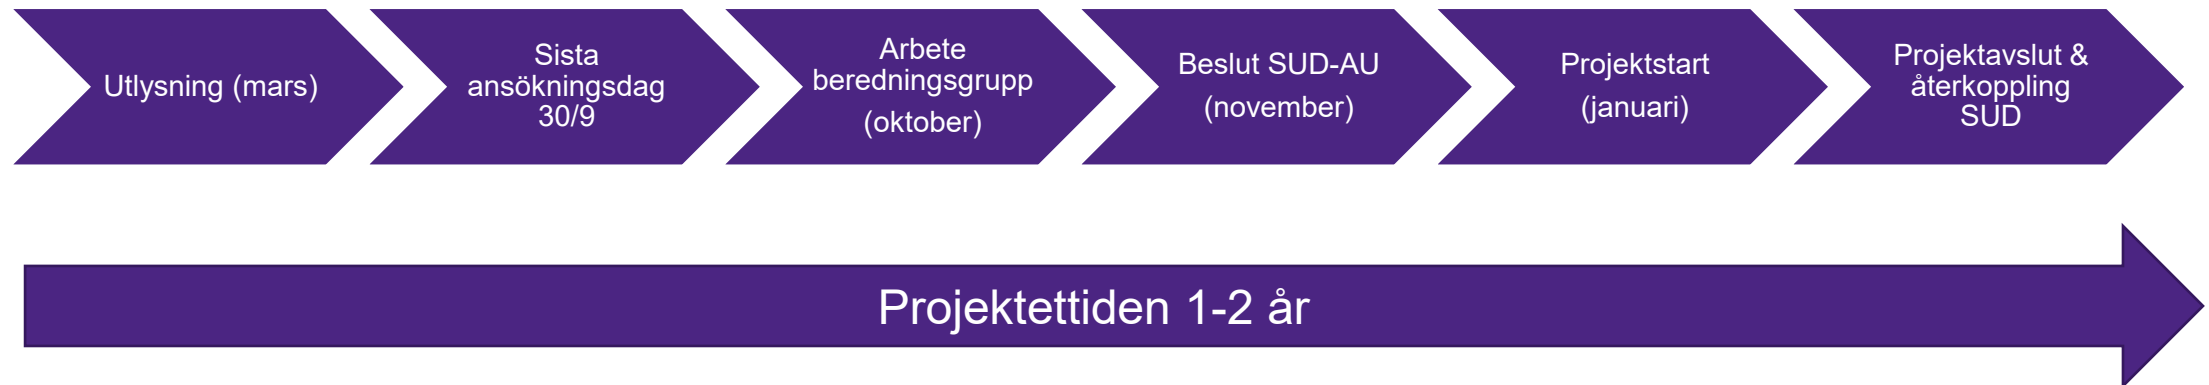 Utlysning (mars)
Sista
ansökningsdag
30/9
Arbete
beredningsgrupp
(oktober)
Beslut SUD-AU
(november)
Projektstart
(januari)
Projektavslut &
återkoppling
SUD
Projektettiden 1-2 år